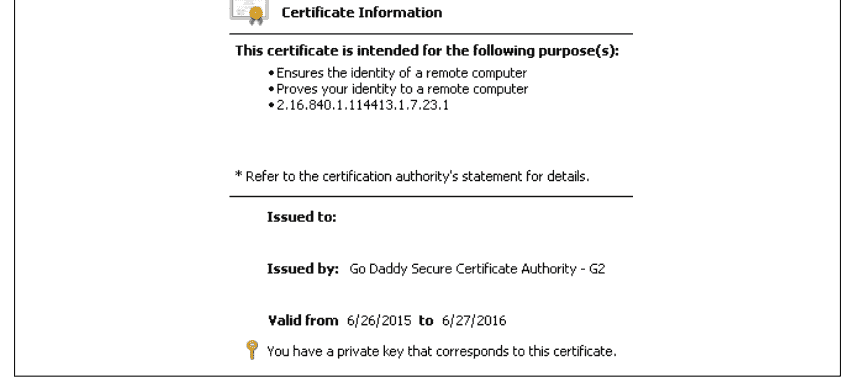 Certificate Information
This certificate is intended for the following purpose(s):
• Ensures the identity of a remote computer
• Proves your identity to a remote computer
• 2.16.840.1.114413.1.7.23.1
* Refer to the certification authority's statement for details.
Issued to:
Issued by: Go Daddy Secure Certificate Authority - G2
Valid from 6/26/2015 to 6/27/2016
You have a private key that corresponds to this certificate.